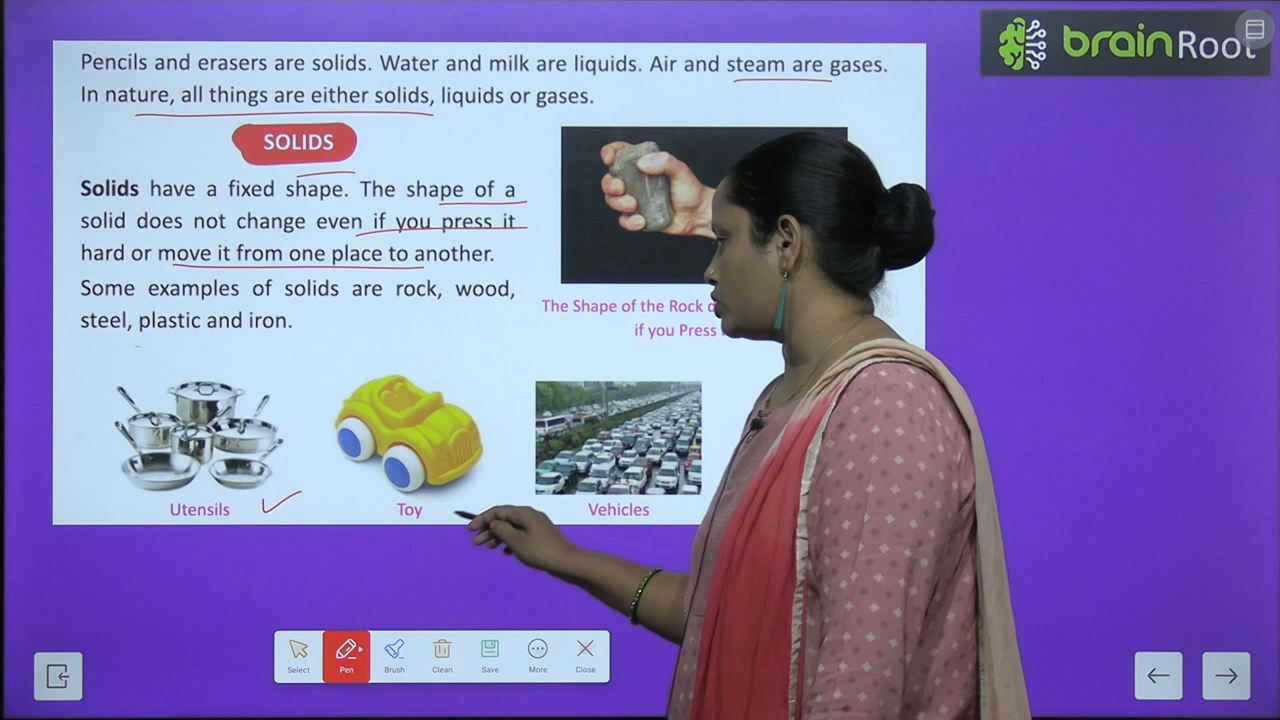 brainRoot
Pencils and erasers are solids. Water and milk are liquids. Air and steam are gases.
In nature, all things are either solids, liquids or gases.
SOLIDS
Solids have a fixed shape. The shape of a
solid does not change even if you press it
hard or move it from one place to another.
Some examples of solids are rock, wood,
steel, plastic and iron.
The Shape of the Rock
if you Press
Utensils
Toy
Vehicles
Select
Pen
Brush
Clean
Save
More
Close